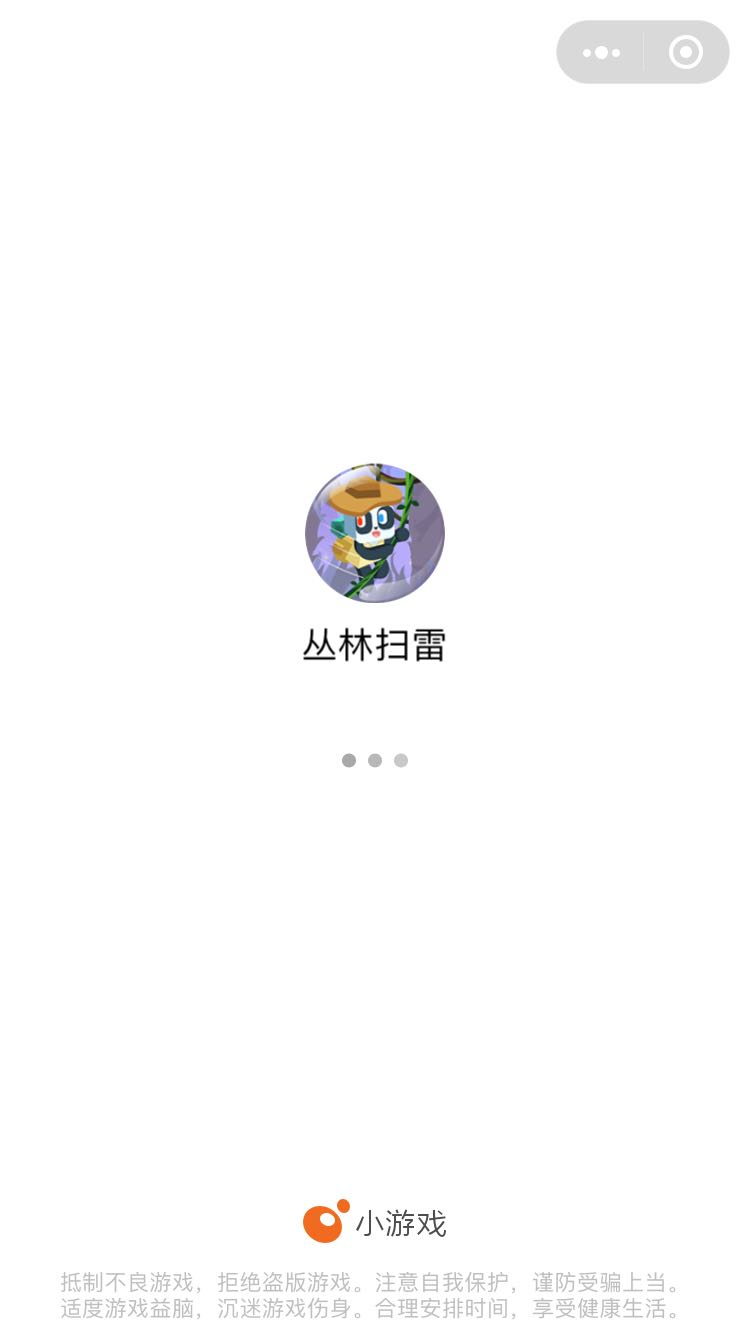 丛林扫雷
小游戏
抵制不良游戏，拒绝盗版游戏。注意自我保护，谨防受骗上当。
适度游戏益脑，沉迷游戏伤身。合理安排时间，享受健康生活。